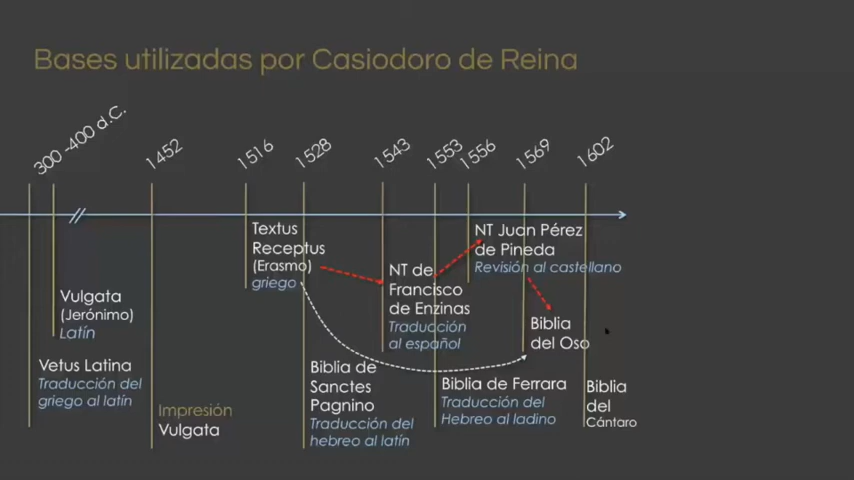 Bases utilizadas por Casiodoro de Reina
300 -400 d.C.
1452
1516
1528
1543
1553
1556
1569
1602
Textus
Receptus
(Erasmo)
griego
NT de
Francisco
de Enzinas
Traducción
al español
NT Juan Pérez
de Pineda
Revisión al castellano
Biblia
del Oso
Vulgata
(Jerónimo)
Latín
Vetus Latina
Traducción del
griego al latín
Impresión
Vulgata
Biblia de
Sanctes
Pagnino
Traducción del
hebreo al latín
Biblia de Ferrara
Traducción del
Hebreo al ladino
Biblia
del
Cántaro